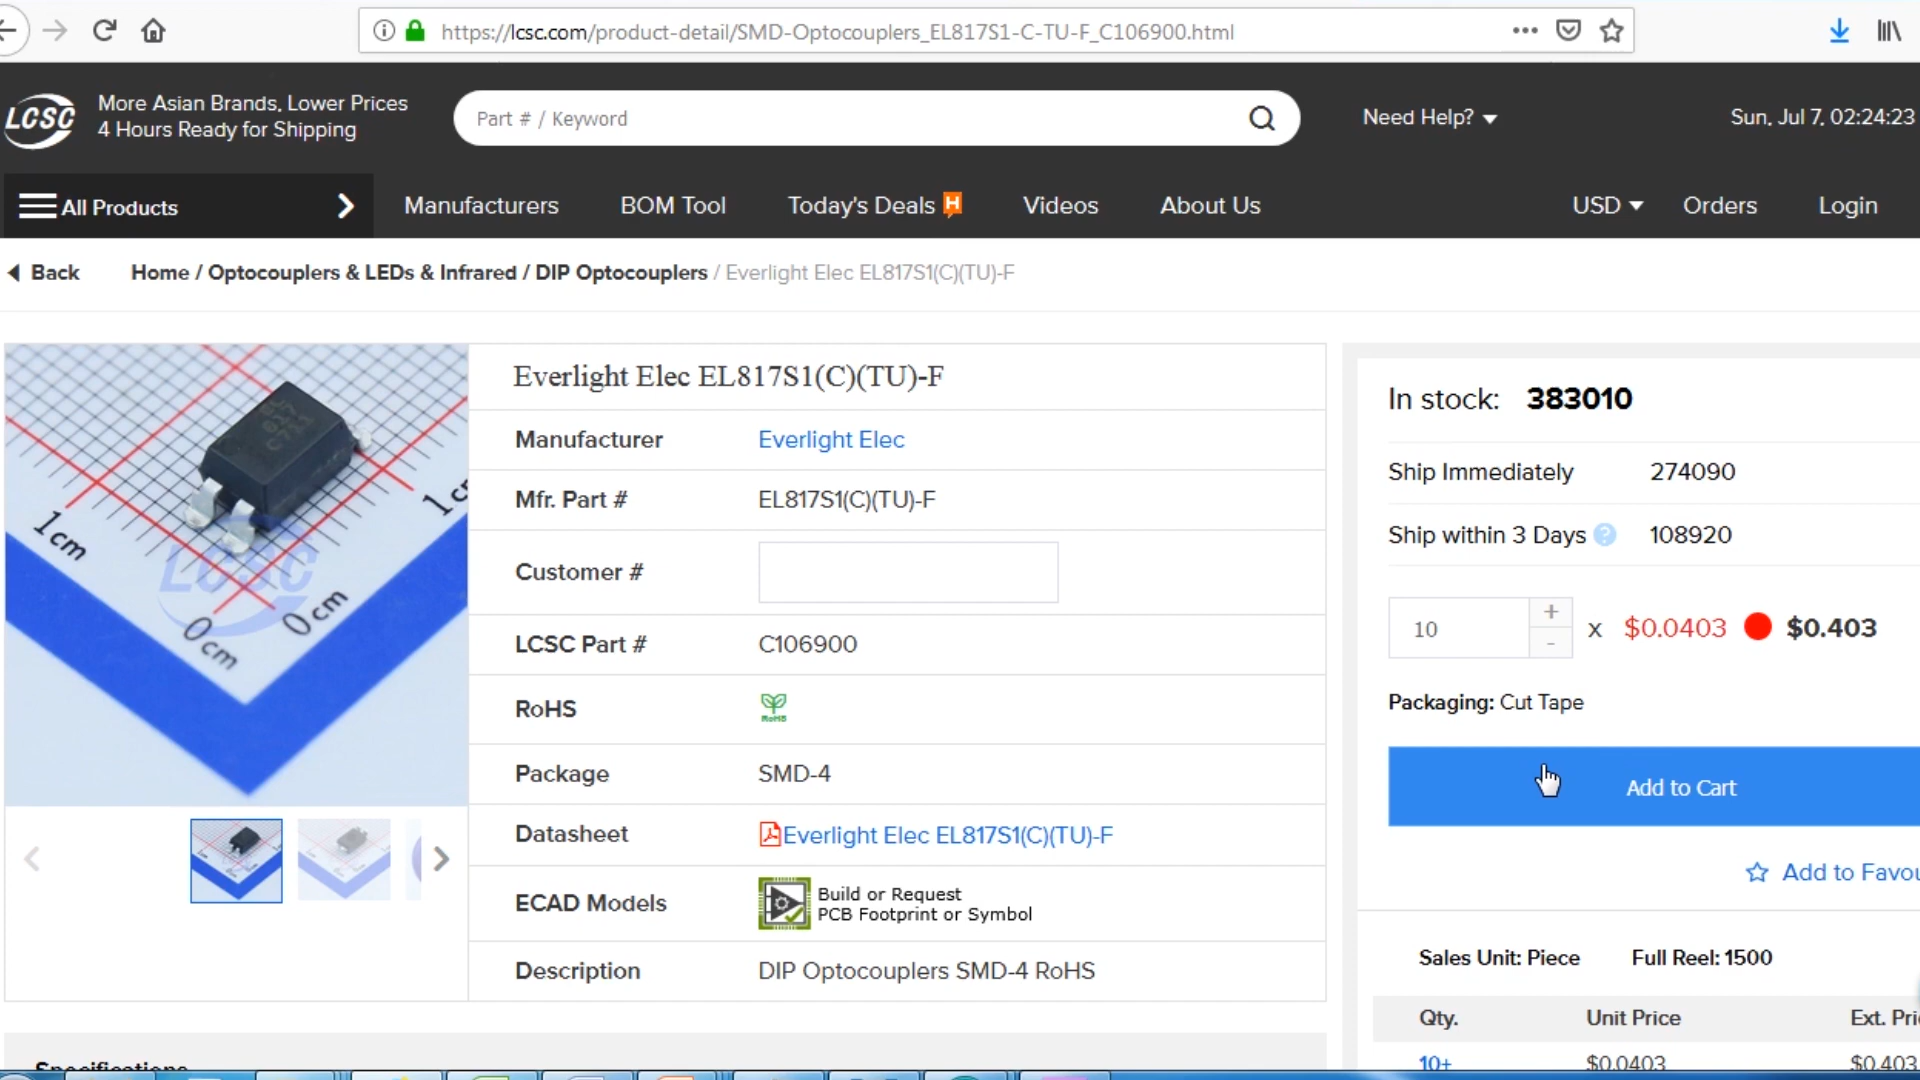 https://lcsc.com/product-detail/SMD-Optocouplers_EL817S1-C-TU-F_C106900.html
LCSC
More Asian Brands, Lower Prices
4 Hours Ready for Shipping
Part # / Keyword
Need Help?
Sun, Jul 7, 02:24:23
All Products
Manufacturers
BOM Tool
Today's Deals H
Videos
About Us
USD
Orders
Login
Back
Home / Optocouplers & LEDs & Infrared / DIP Optocouplers / Everlight Elec EL817S1(C)(TU)-F
1cm
1c
LCSC
0cm
0cm
Everlight Elec EL817S1(C)(TU)-F
Manufacturer Everlight Elec
Mfr. Part # EL817S1(C)(TU)-F
Customer #
LCSC Part # C106900
RoHS RoHS
Package SMD-4
Datasheet Everlight Elec EL817S1(C)(TU)-F
ECAD Models Build or Request
PCB Footprint or Symbol
Description DIP Optocouplers SMD-4 RoHS
In stock: 383010
Ship Immediately 274090
Ship within 3 Days ? 108920
10 + - x $0.0403 $0.403
Packaging: Cut Tape
Add to Cart
Add to Favou
Sales Unit: Piece Full Reel: 1500
Qty. Unit Price Ext. Pri
10+ $0.0403 $0.403
Specifications